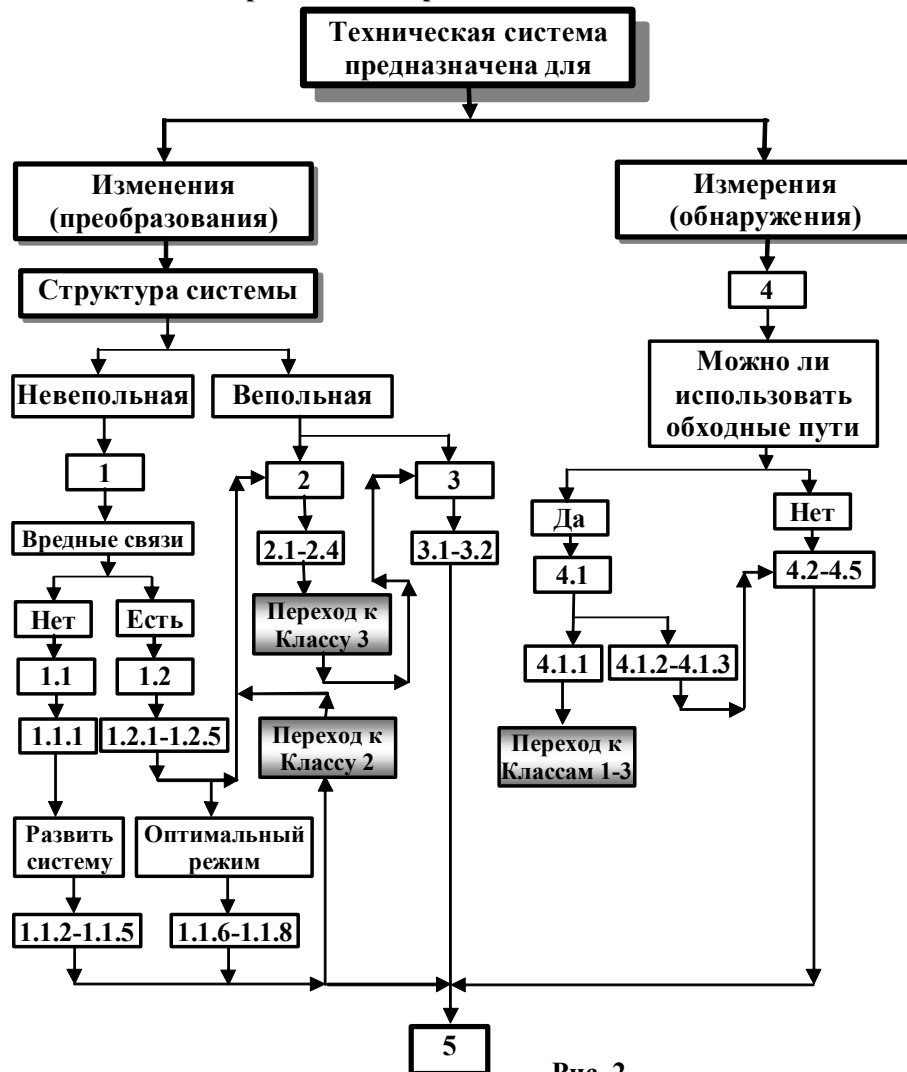 Техническая система
предназначена для
Изменения
(преобразования)
Измерения
(обнаружения)
Структура системы
4
Невепольная
Вепольная
Можно ли
использовать
обходные пути
1
2
3
Да
Нет
Вредные связи
2.1-2.4
3.1-3.2
4.1
4.2-4.5
Нет
Есть
Переход к
Классу 3
1.1
1.2
4.1.1
4.1.2-4.1.3
1.1.1
1.2.1-1.2.5
Переход к
Классу 2
Переход к
Классам 1-3
Развить
систему
Оптимальный
режим
1.1.2-1.1.5
1.1.6-1.1.8
5
Рис. 2